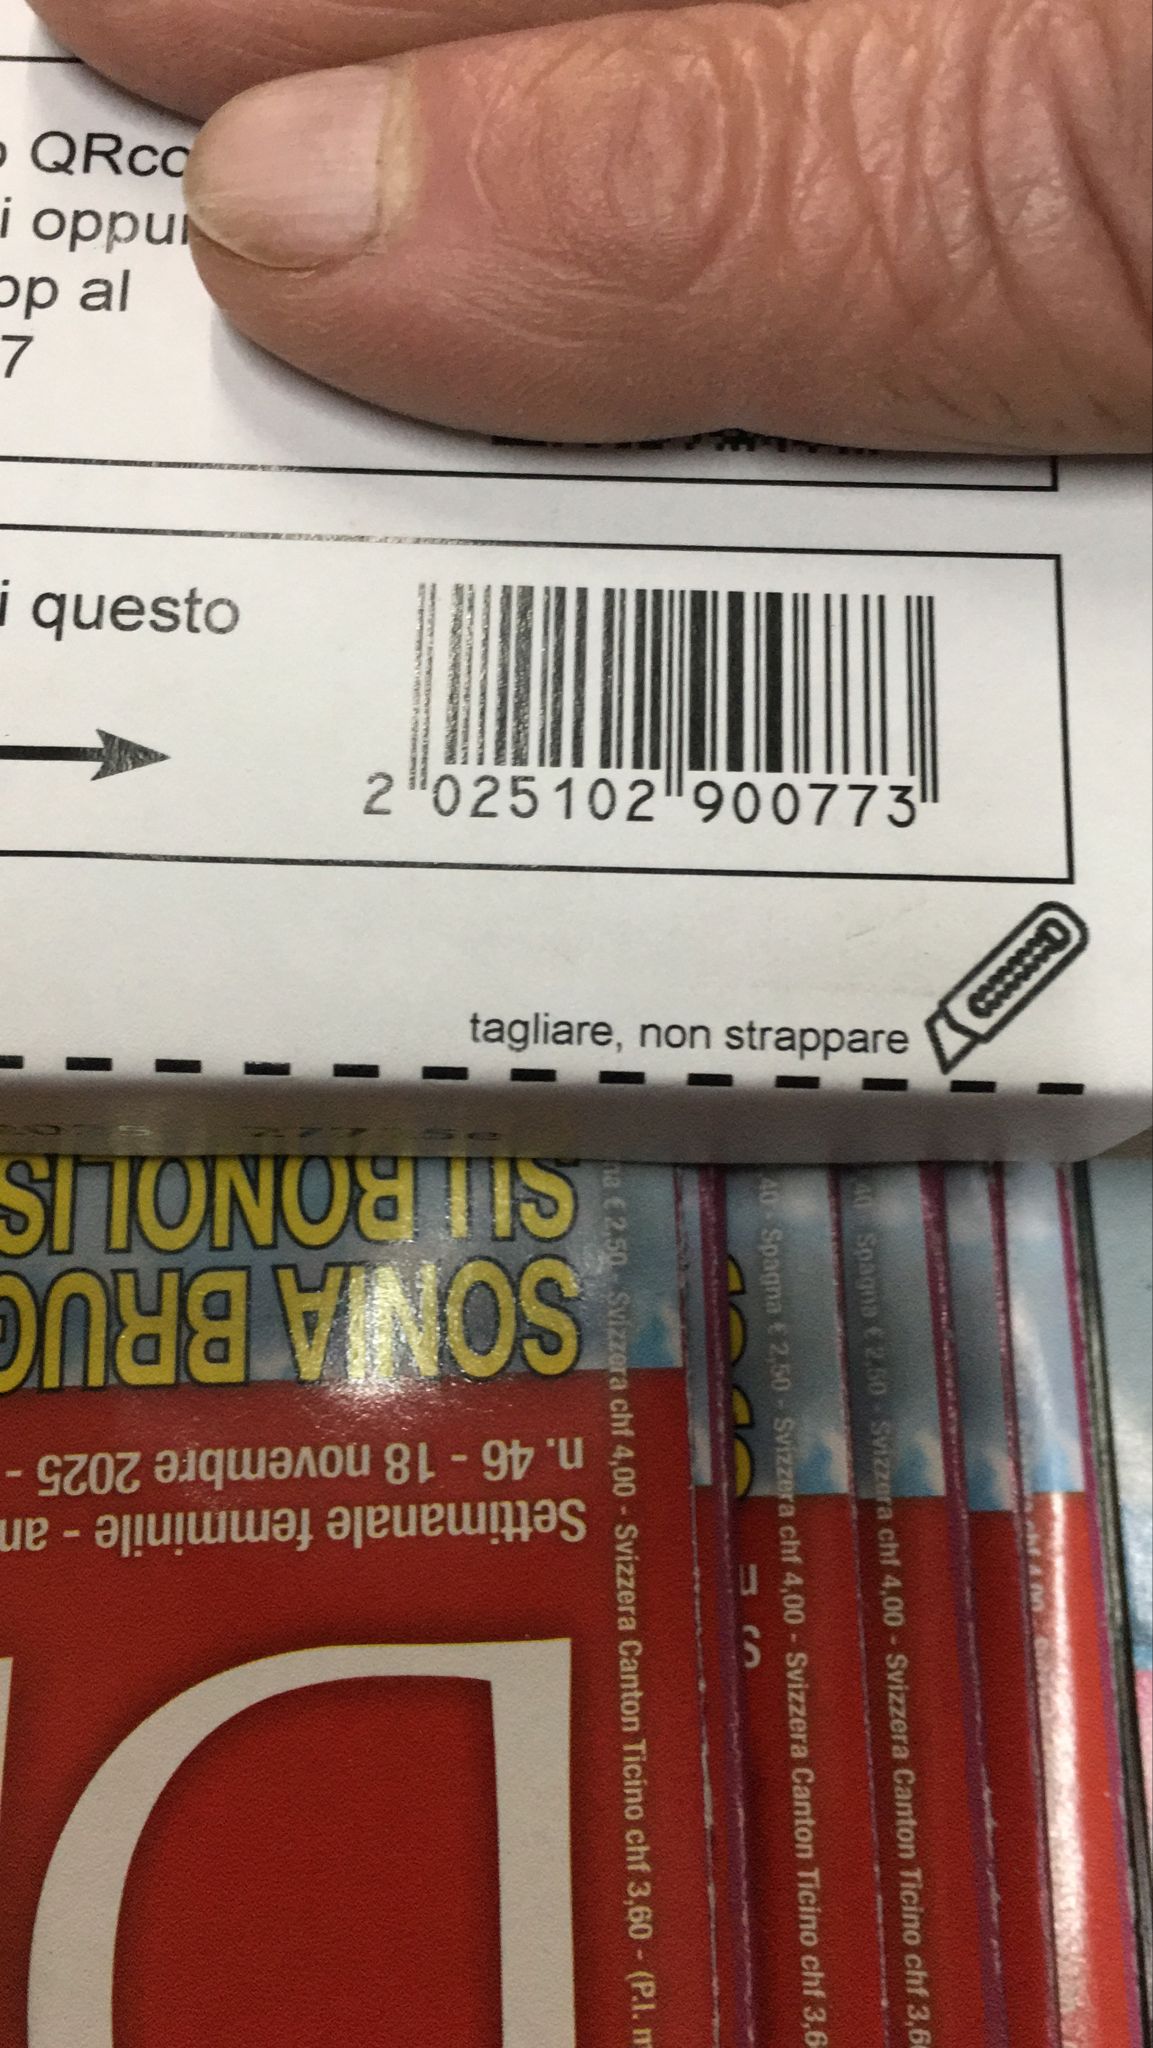 QRco
i oppur
pp al
7
i questo
2 025102 900773
tagliare, non strappare
SU BONOLIS
SONIA BRUG
n. 46 - 18 novembre 2025 -
Settimanale femminile - an
D
na € 2,50 - Svizzera chf 4,00 - Svizzera Canton Ticino chf 3,60 - (P.I. m
40 - Spagna € 2,50 - Svizzera chf 4,00 - Svizzera Canton Ticino chf 3,6
40 - Spagna € 2,50 - Svizzera chf 4,00 - Svizzera Canton Ticino chf 3,6